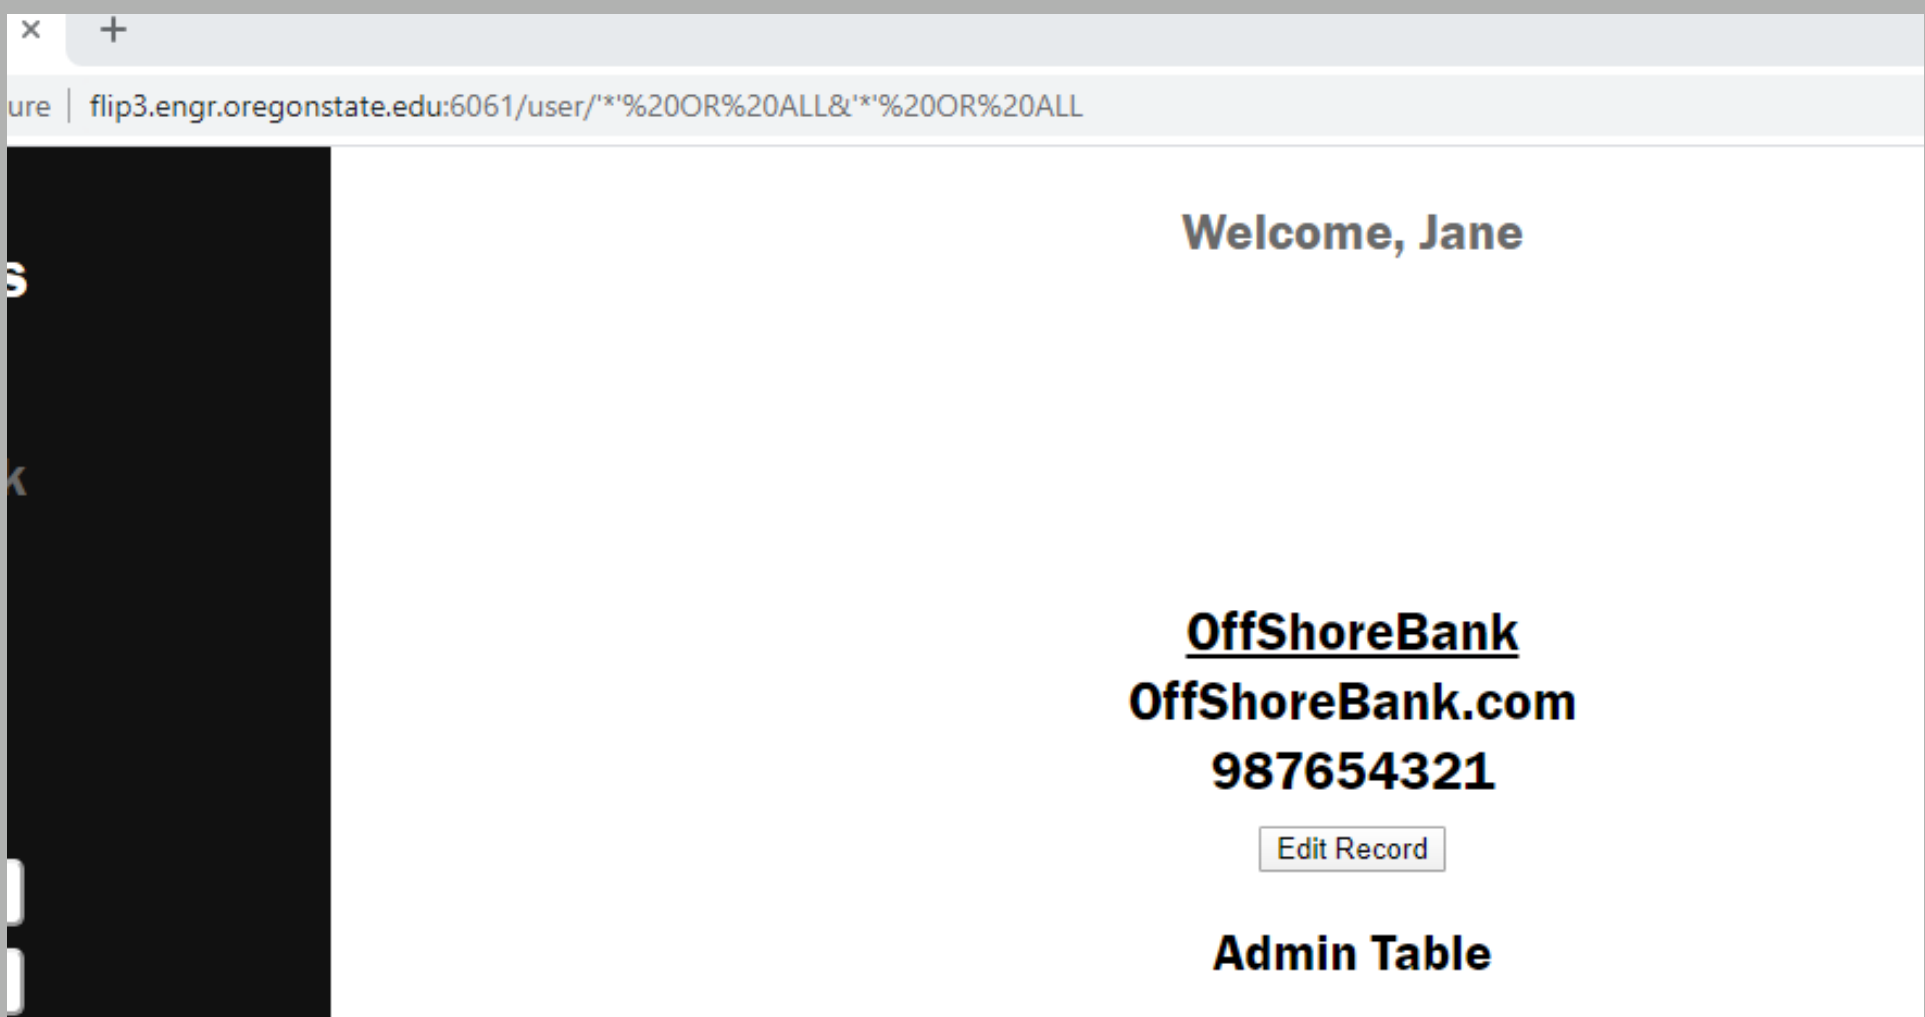 ure | flip3.engr.oregonstate.edu:6061/user/'*'%20OR%20ALL&'*'%20OR%20ALL
s
k
Welcome, Jane
OffShoreBank
OffShoreBank.com
987654321
Edit Record
Admin Table